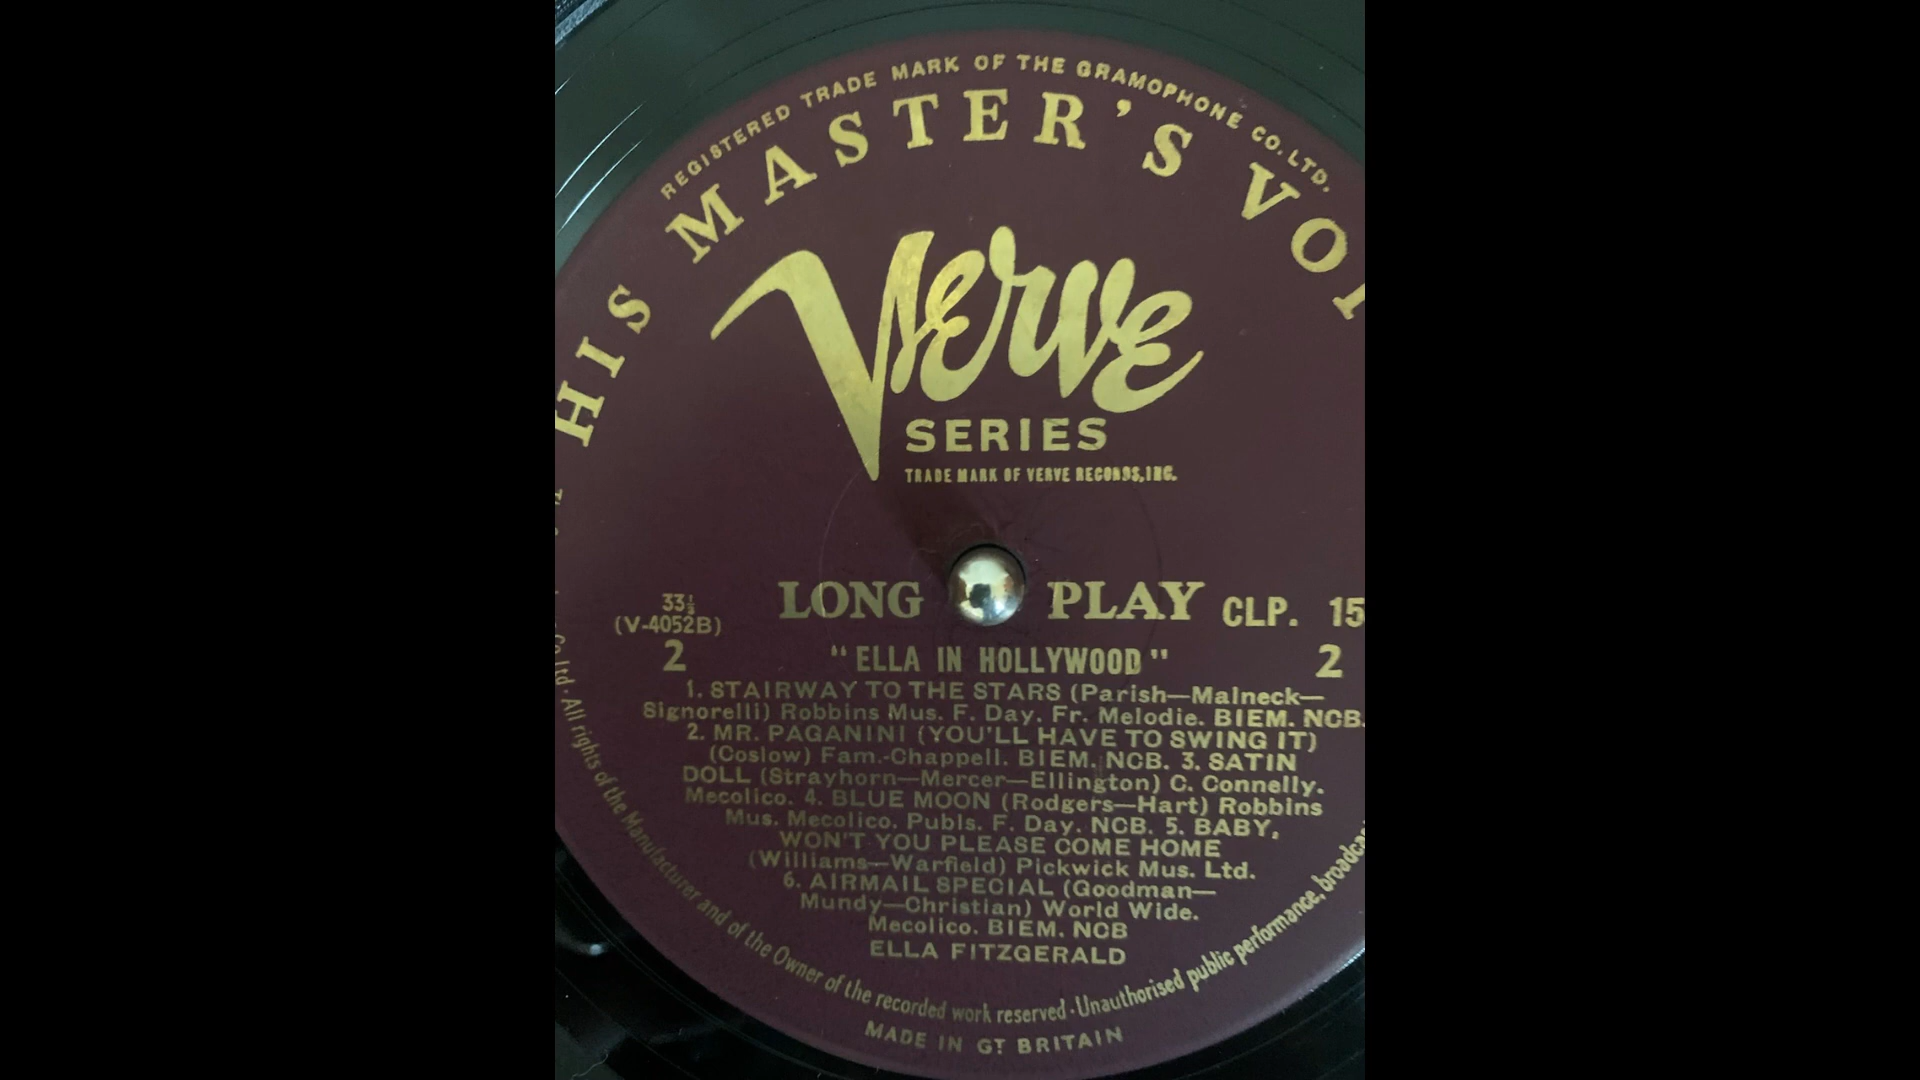 REGISTERED TRADE MARK OF THE GRAMOPHONE CO. LTD.
HIS MASTER'S VOI
Verve
SERIES
TRADE MARK OF VERVE RECORDS, INC.
LONG PLAY
33⅓
CLP. 15
(V-4052B)
2
"ELLA IN HOLLYWOOD"
2
1. STAIRWAY TO THE STARS (Parish—Malneck—
Signorelli) Robbins Mus. F. Day. Fr. Melodie. BIEM. NCB.
2. MR. PAGANINI (YOU'LL HAVE TO SWING IT)
(Coslow) Fam.-Chappell. BIEM. NCB. 3. SATIN
DOLL (Strayhorn—Mercer—Ellington) C. Connelly.
Mecolico. 4. BLUE MOON (Rodgers—Hart) Robbins
Mus. Mecolico. Publs. F. Day. NCB. 5. BABY,
WON'T YOU PLEASE COME HOME
(Williams—Warfield) Pickwick Mus. Ltd.
6. AIRMAIL SPECIAL (Goodman—
Mundy—Christian) World Wide.
Mecolico. BIEM. NCB
ELLA FITZGERALD
Co. Ltd · All rights of the Manufacturer and of the Owner of the recorded work reserved · Unauthorised public performance, broadcas
MADE IN GT BRITAIN